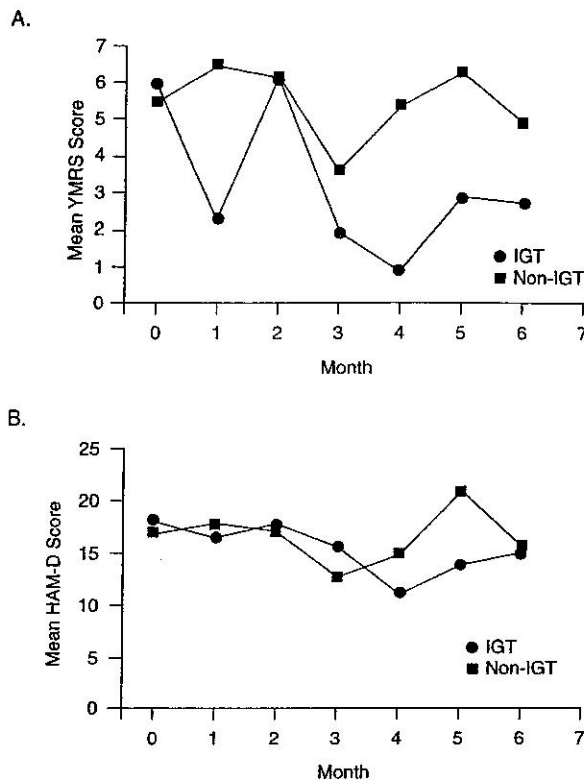 A.
7
6
5
4
3
2
1
0
Mean YMRS Score
IGT
Non-IGT
0 1 2 3 4 5 6 7
Month
B.
25
20
15
10
5
0
Mean HAM-D Score
IGT
Non-IGT
0 1 2 3 4 5 6 7
Month